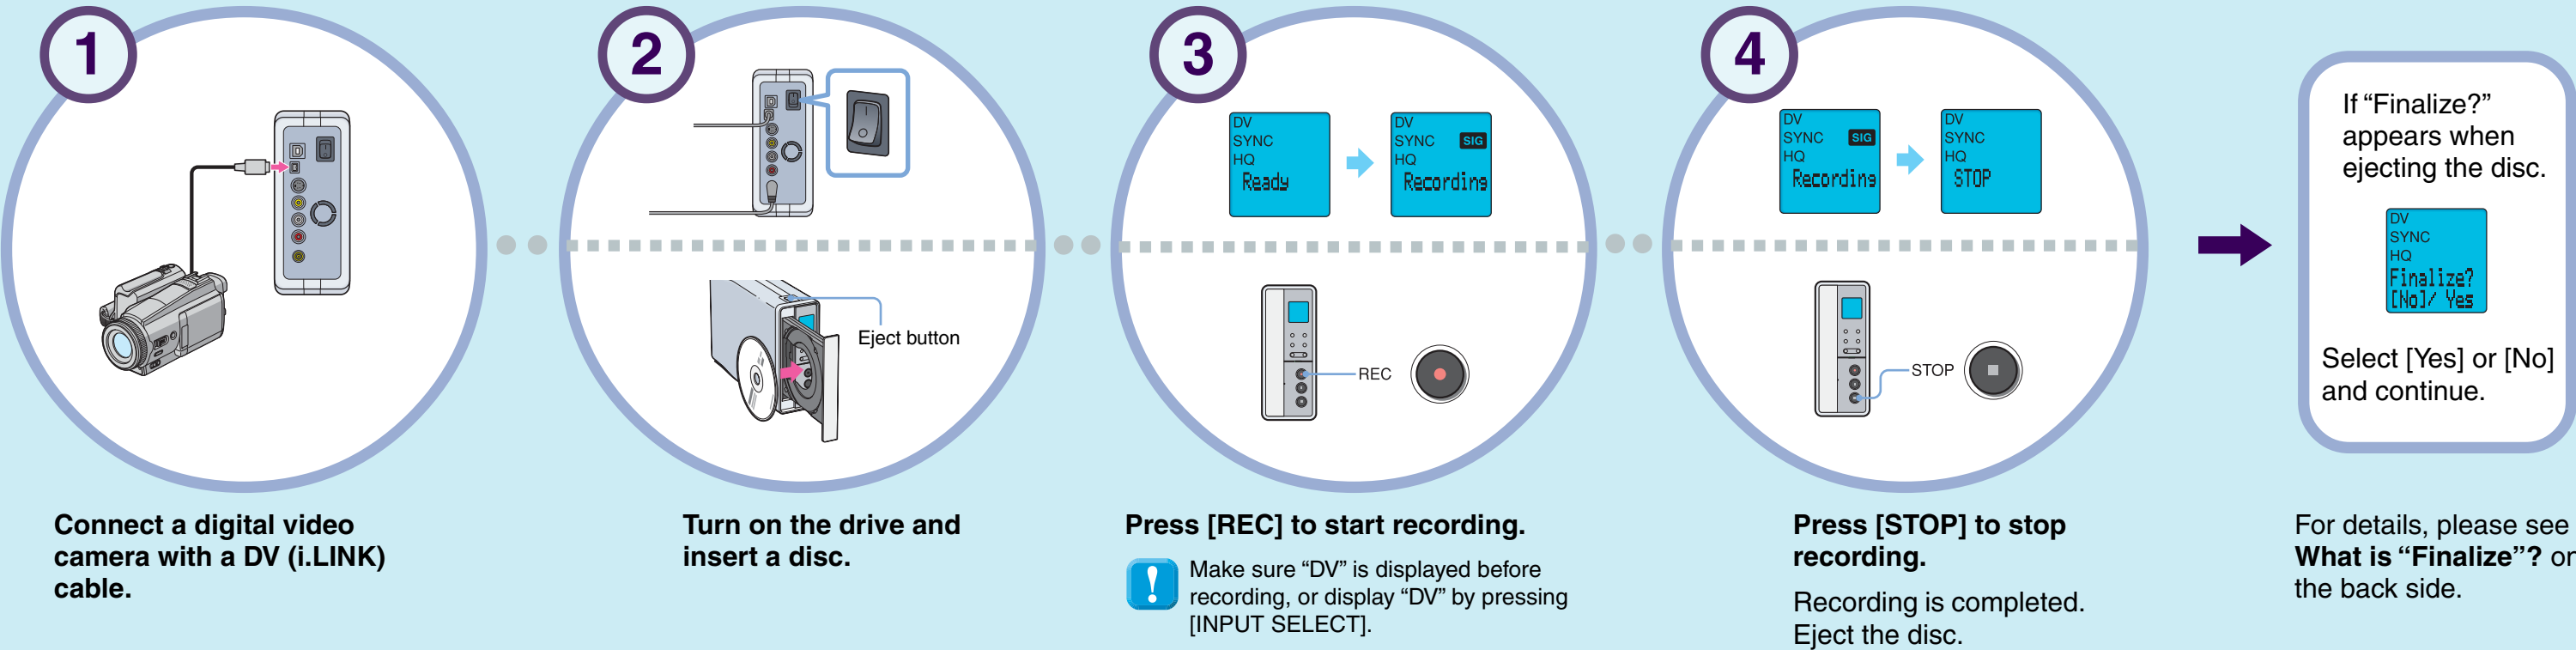 1
Connect a digital video
camera with a DV (i.LINK)
cable.
2
Eject button
Turn on the drive and
insert a disc.
3
DV
SYNC
HQ
Ready
DV
SYNC SIG
HQ
Recording
REC
Press [REC] to start recording.
!
Make sure “DV” is displayed before
recording, or display “DV” by pressing
[INPUT SELECT].
4
DV
SYNC SIG
HQ
Recording
DV
SYNC
HQ
STOP
STOP
Press [STOP] to stop
recording.
Recording is completed.
Eject the disc.
If “Finalize?”
appears when
ejecting the disc.
DV
SYNC
HQ
Finalize?
[No]/ Yes
Select [Yes] or [No]
and continue.
For details, please see
What is “Finalize”? on
the back side.